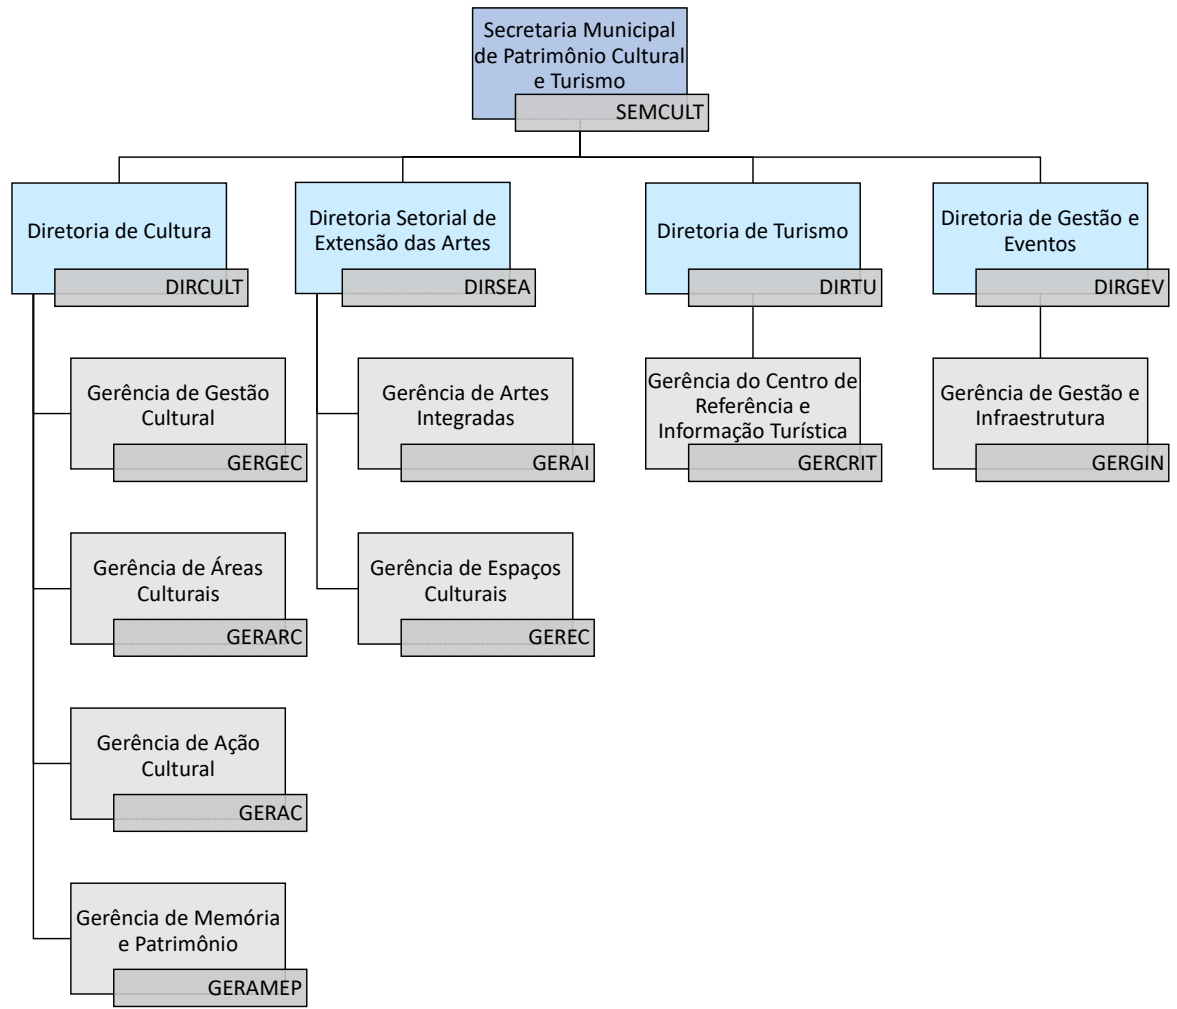 Secretaria Municipal
de Patrimônio Cultural
e Turismo
SEMCULT
Diretoria de Cultura
DIRCULT
Diretoria Setorial de
Extensão das Artes
DIRSEA
Diretoria de Turismo
DIRTU
Diretoria de Gestão e
Eventos
DIRGEV
Gerência de Gestão
Cultural
GERGEC
Gerência de Artes
Integradas
GERAI
Gerência do Centro de
Referência e
Informação Turística
GERCRIT
Gerência de Gestão e
Infraestrutura
GERGIN
Gerência de Áreas
Culturais
GERARC
Gerência de Espaços
Culturais
GEREC
Gerência de Ação
Cultural
GERAC
Gerência de Memória
e Patrimônio
GERAMEP